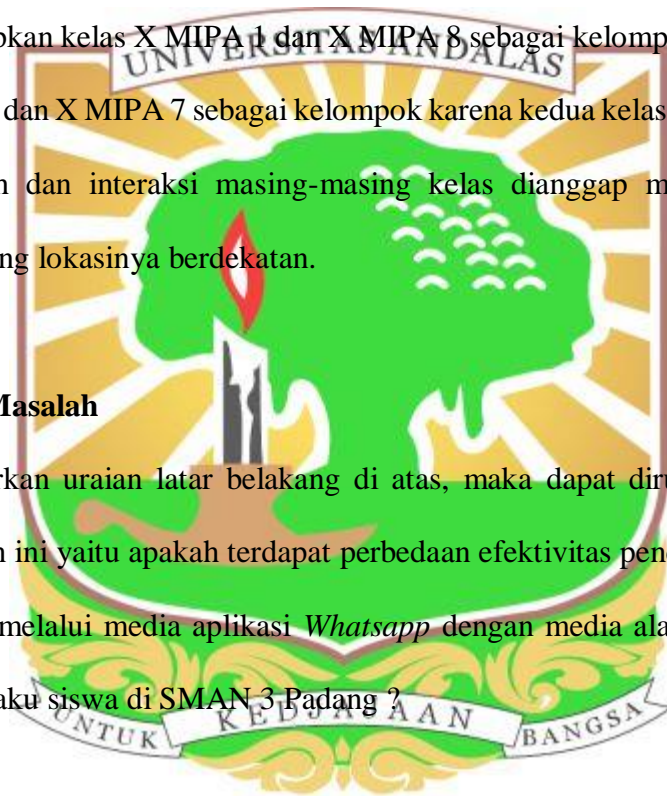 pkan kelas X MIPA 1 dan X MIPA 8 sebagai kelomp
UNIVERSITAS ANDALAS
dan X MIPA 7 sebagai kelompok karena kedua kelas
n dan interaksi masing-masing kelas dianggap m
ng lokasinya berdekatan.
Masalah
rkan uraian latar belakang di atas, maka dapat diru
n ini yaitu apakah terdapat perbedaan efektivitas pen
melalui media aplikasi Whatsapp dengan media ala
aku siswa di SMAN 3 Padang ?
UNTUK KEDJAJAAN BANGSA